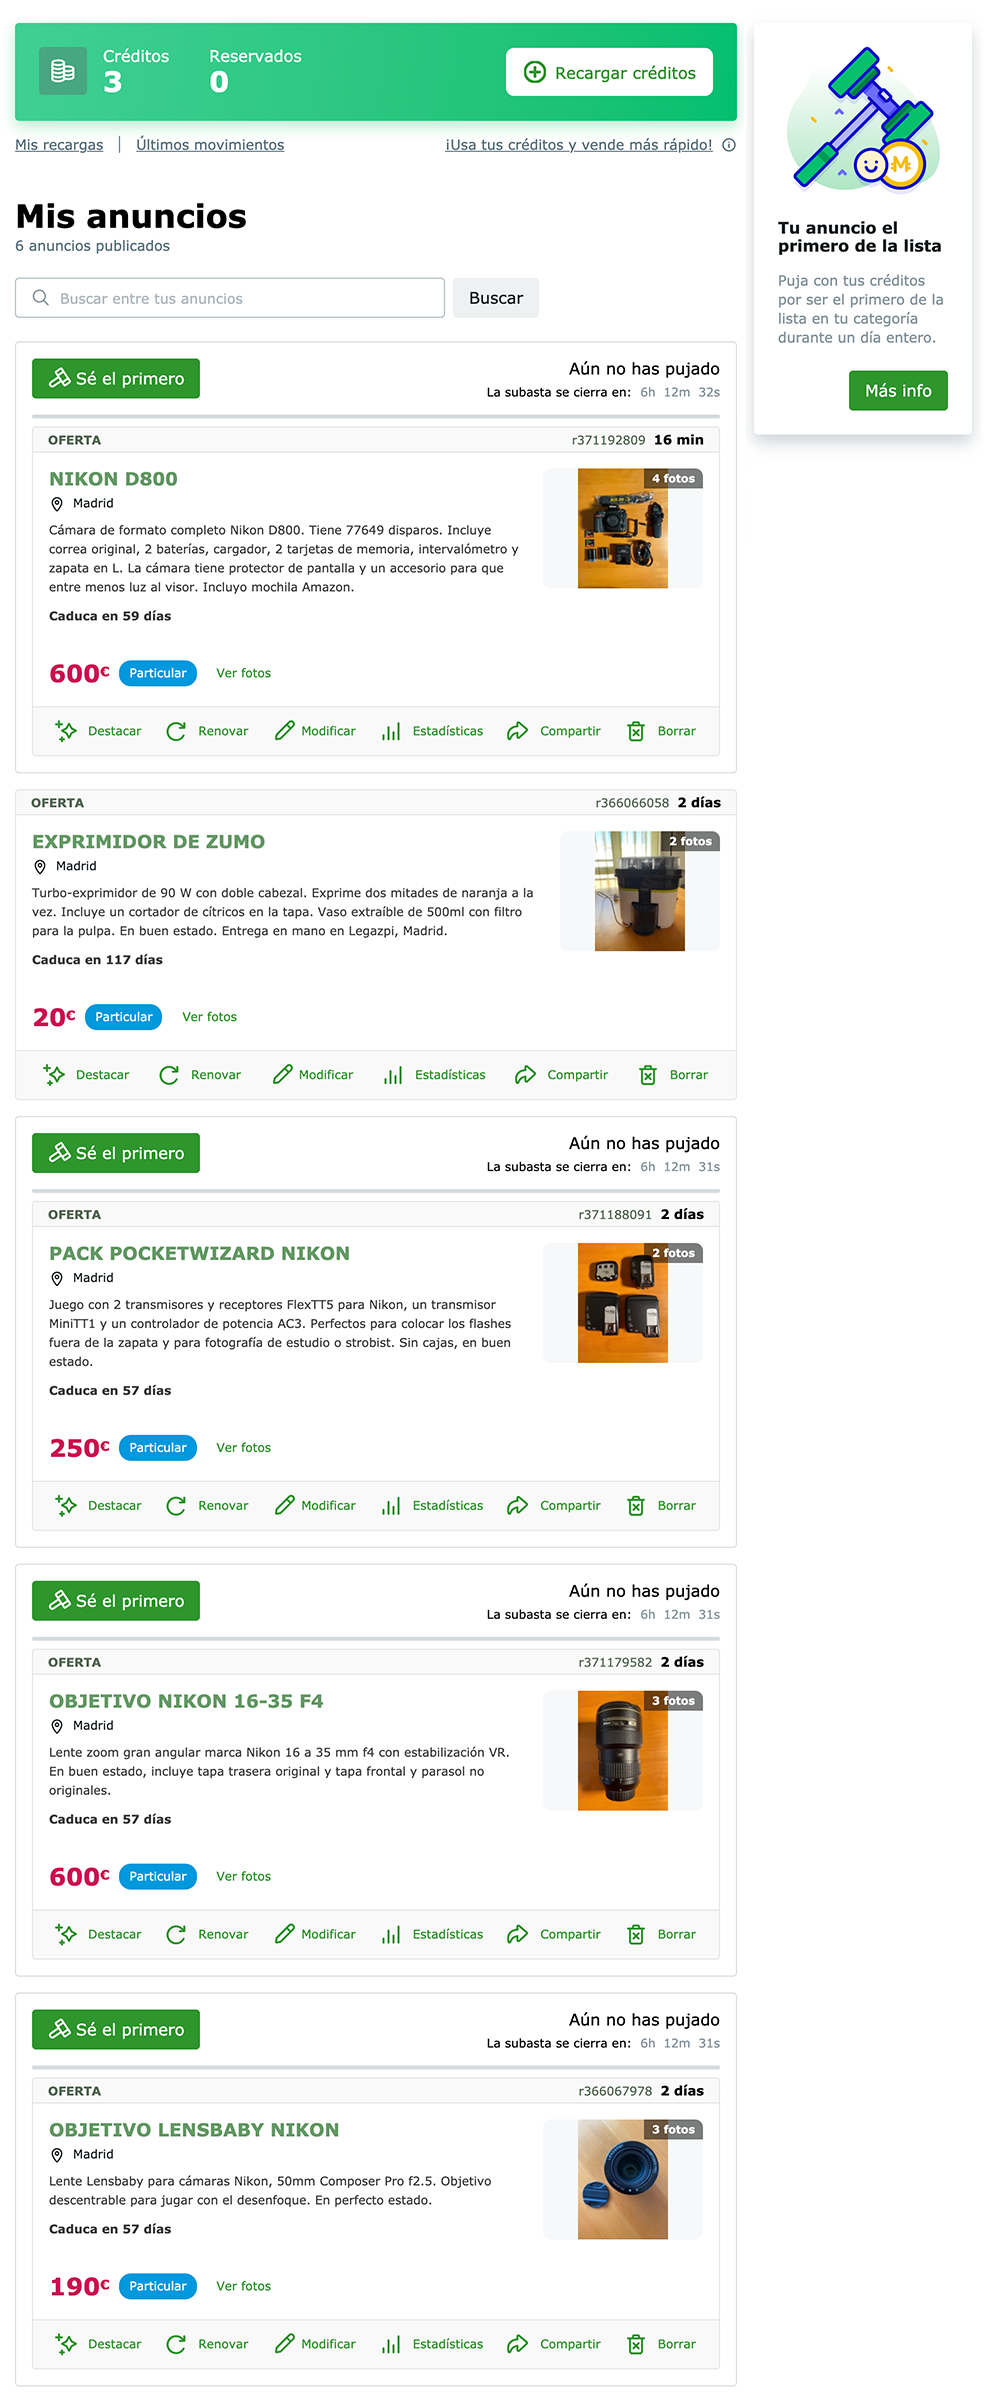 Créditos
3
Reservados
0
Recargar créditos
Mis recargas
Últimos movimientos
¡Usa tus créditos y vende más rápido!
Tu anuncio el
primero de la lista
Puja con tus créditos
por ser el primero de la
lista en tu categoría
durante un día entero.
Más info
Mis anuncios
6 anuncios publicados
Buscar entre tus anuncios
Buscar
Sé el primero
Aún no has pujado
La subasta se cierra en: 6h 12m 32s
OFERTA
r371192809 16 min
NIKON D800
4 fotos
Madrid
Cámara de formato completo Nikon D800. Tiene 77649 disparos. Incluye
correa original, 2 baterías, cargador, 2 tarjetas de memoria, intervalómetro y
zapata en L. La cámara tiene protector de pantalla y un accesorio para que
entre menos luz al visor. Incluyo mochila Amazon.
Caduca en 59 días
600€ Particular Ver fotos
Destacar Renovar Modificar Estadísticas Compartir Borrar
OFERTA
r366066058 2 días
EXPRIMIDOR DE ZUMO
2 fotos
Madrid
Turbo-exprimidor de 90 W con doble cabezal. Exprime dos mitades de naranja a la
vez. Incluye un cortador de cítricos en la tapa. Vaso extraíble de 500ml con filtro
para la pulpa. En buen estado. Entrega en mano en Legazpi, Madrid.
Caduca en 117 días
20€ Particular Ver fotos
Destacar Renovar Modificar Estadísticas Compartir Borrar
Sé el primero
Aún no has pujado
La subasta se cierra en: 6h 12m 31s
OFERTA
r371188091 2 días
PACK POCKETWIZARD NIKON
2 fotos
Madrid
Juego con 2 transmisores y receptores FlexTT5 para Nikon, un transmisor
MiniTT1 y un controlador de potencia AC3. Perfectos para colocar los flashes
fuera de la zapata y para fotografía de estudio o strobist. Sin cajas, en buen
estado.
Caduca en 57 días
250€ Particular Ver fotos
Destacar Renovar Modificar Estadísticas Compartir Borrar
Sé el primero
Aún no has pujado
La subasta se cierra en: 6h 12m 31s
OFERTA
r371179582 2 días
OBJETIVO NIKON 16-35 F4
3 fotos
Madrid
Lente zoom gran angular marca Nikon 16 a 35 mm f4 con estabilización VR.
En buen estado, incluye tapa trasera original y tapa frontal y parasol no
originales.
Caduca en 57 días
600€ Particular Ver fotos
Destacar Renovar Modificar Estadísticas Compartir Borrar
Sé el primero
Aún no has pujado
La subasta se cierra en: 6h 12m 31s
OFERTA
r366067978 2 días
OBJETIVO LENSBABY NIKON
3 fotos
Madrid
Lente Lensbaby para cámaras Nikon, 50mm Composer Pro f2.5. Objetivo
descentrable para jugar con el desenfoque. En perfecto estado.
Caduca en 57 días
190€ Particular Ver fotos
Destacar Renovar Modificar Estadísticas Compartir Borrar